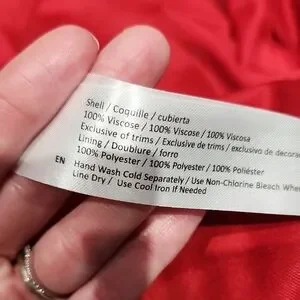 Shell / Coquille / cubierta
100% Viscose / 100% Viscose / 100% Viscosa
Exclusive of trims / Exclusive de trims / exclusivo de
Lining / Doublure / forro
100% Polyester / 100% Polyester / 100% Poliéster
EN Hand Wash Cold Separately / Use Non-Chlorine Bleach
Line Dry / Use Cool Iron If Needed